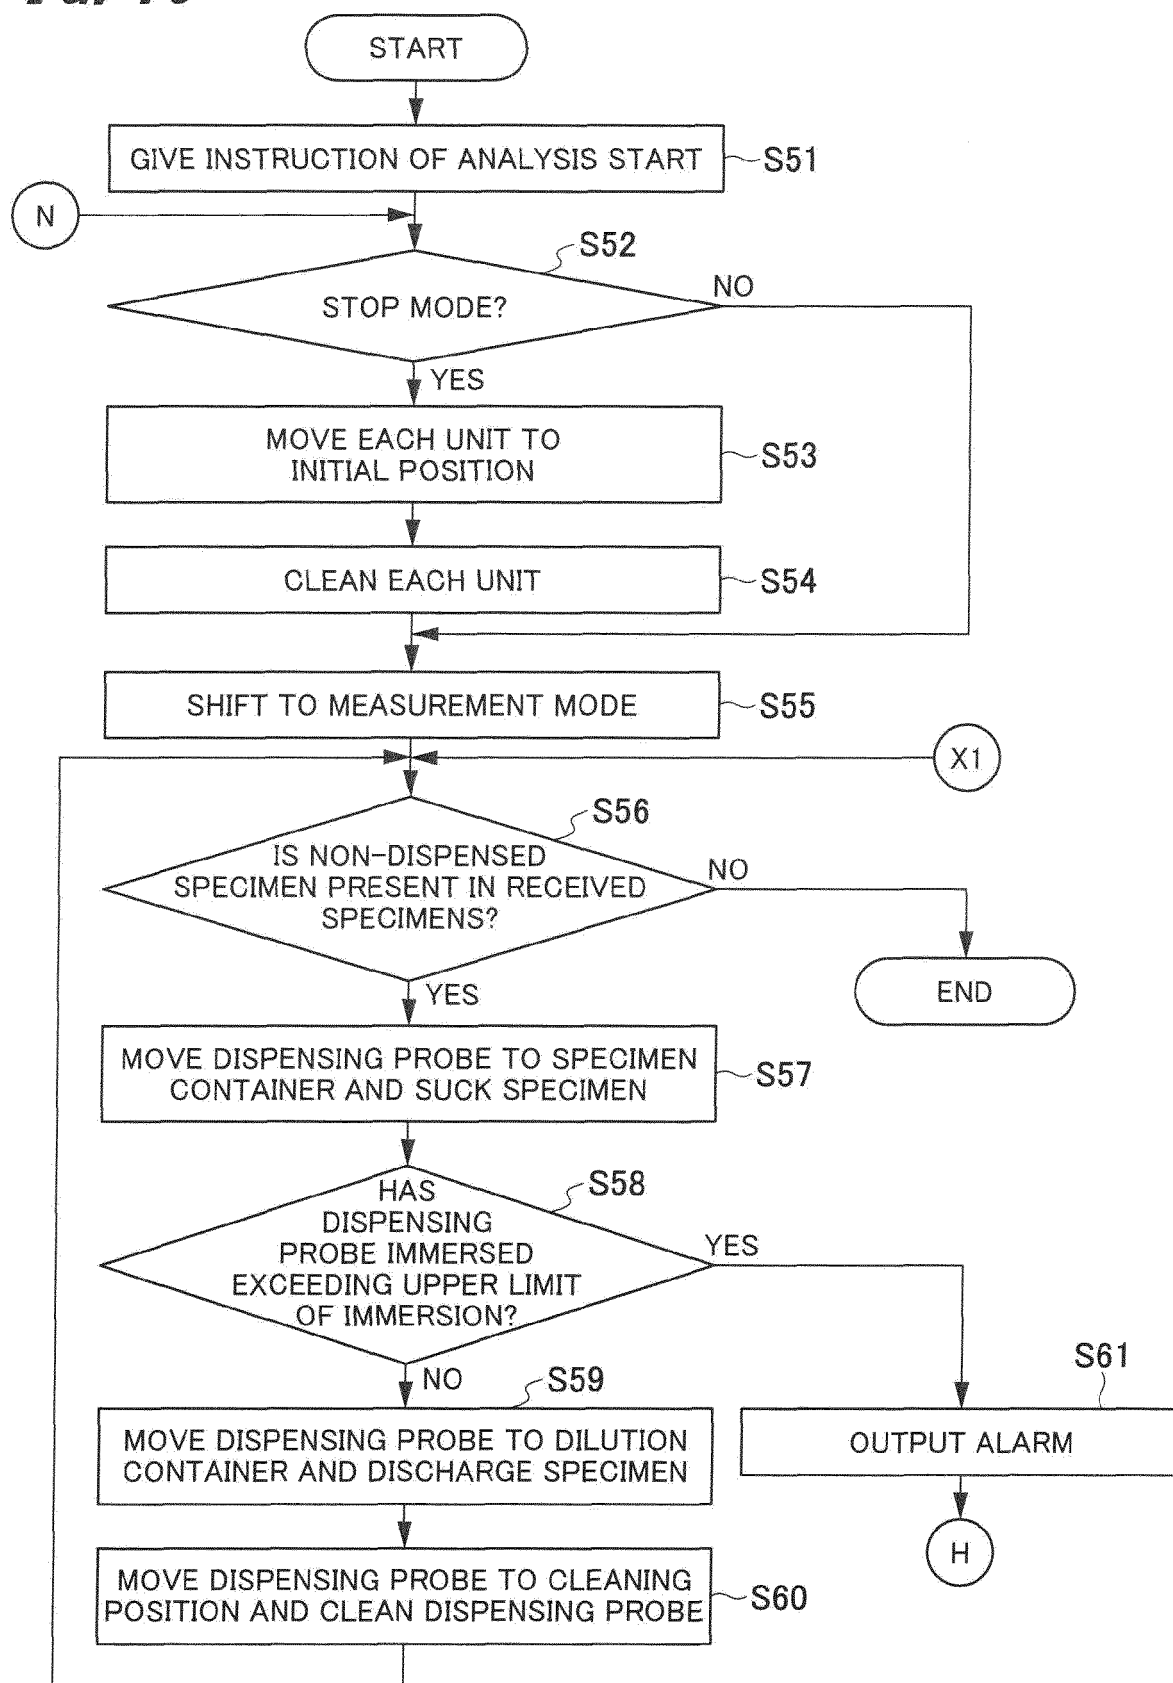 START
GIVE INSTRUCTION OF ANALYSIS START
S51
N
S52
STOP MODE?
NO
YES
MOVE EACH UNIT TO
INITIAL POSITION
S53
CLEAN EACH UNIT
S54
SHIFT TO MEASUREMENT MODE
S55
X1
S56
IS NON-DISPENSED
SPECIMEN PRESENT IN RECEIVED
SPECIMENS?
NO
YES
END
MOVE DISPENSING PROBE TO SPECIMEN
CONTAINER AND SUCK SPECIMEN
S57
S58
HAS
DISPENSING
PROBE IMMERSED
EXCEEDING UPPER LIMIT
OF IMMERSION?
YES
NO
S59
S61
MOVE DISPENSING PROBE TO DILUTION
CONTAINER AND DISCHARGE SPECIMEN
OUTPUT ALARM
H
MOVE DISPENSING PROBE TO CLEANING
POSITION AND CLEAN DISPENSING PROBE
S60